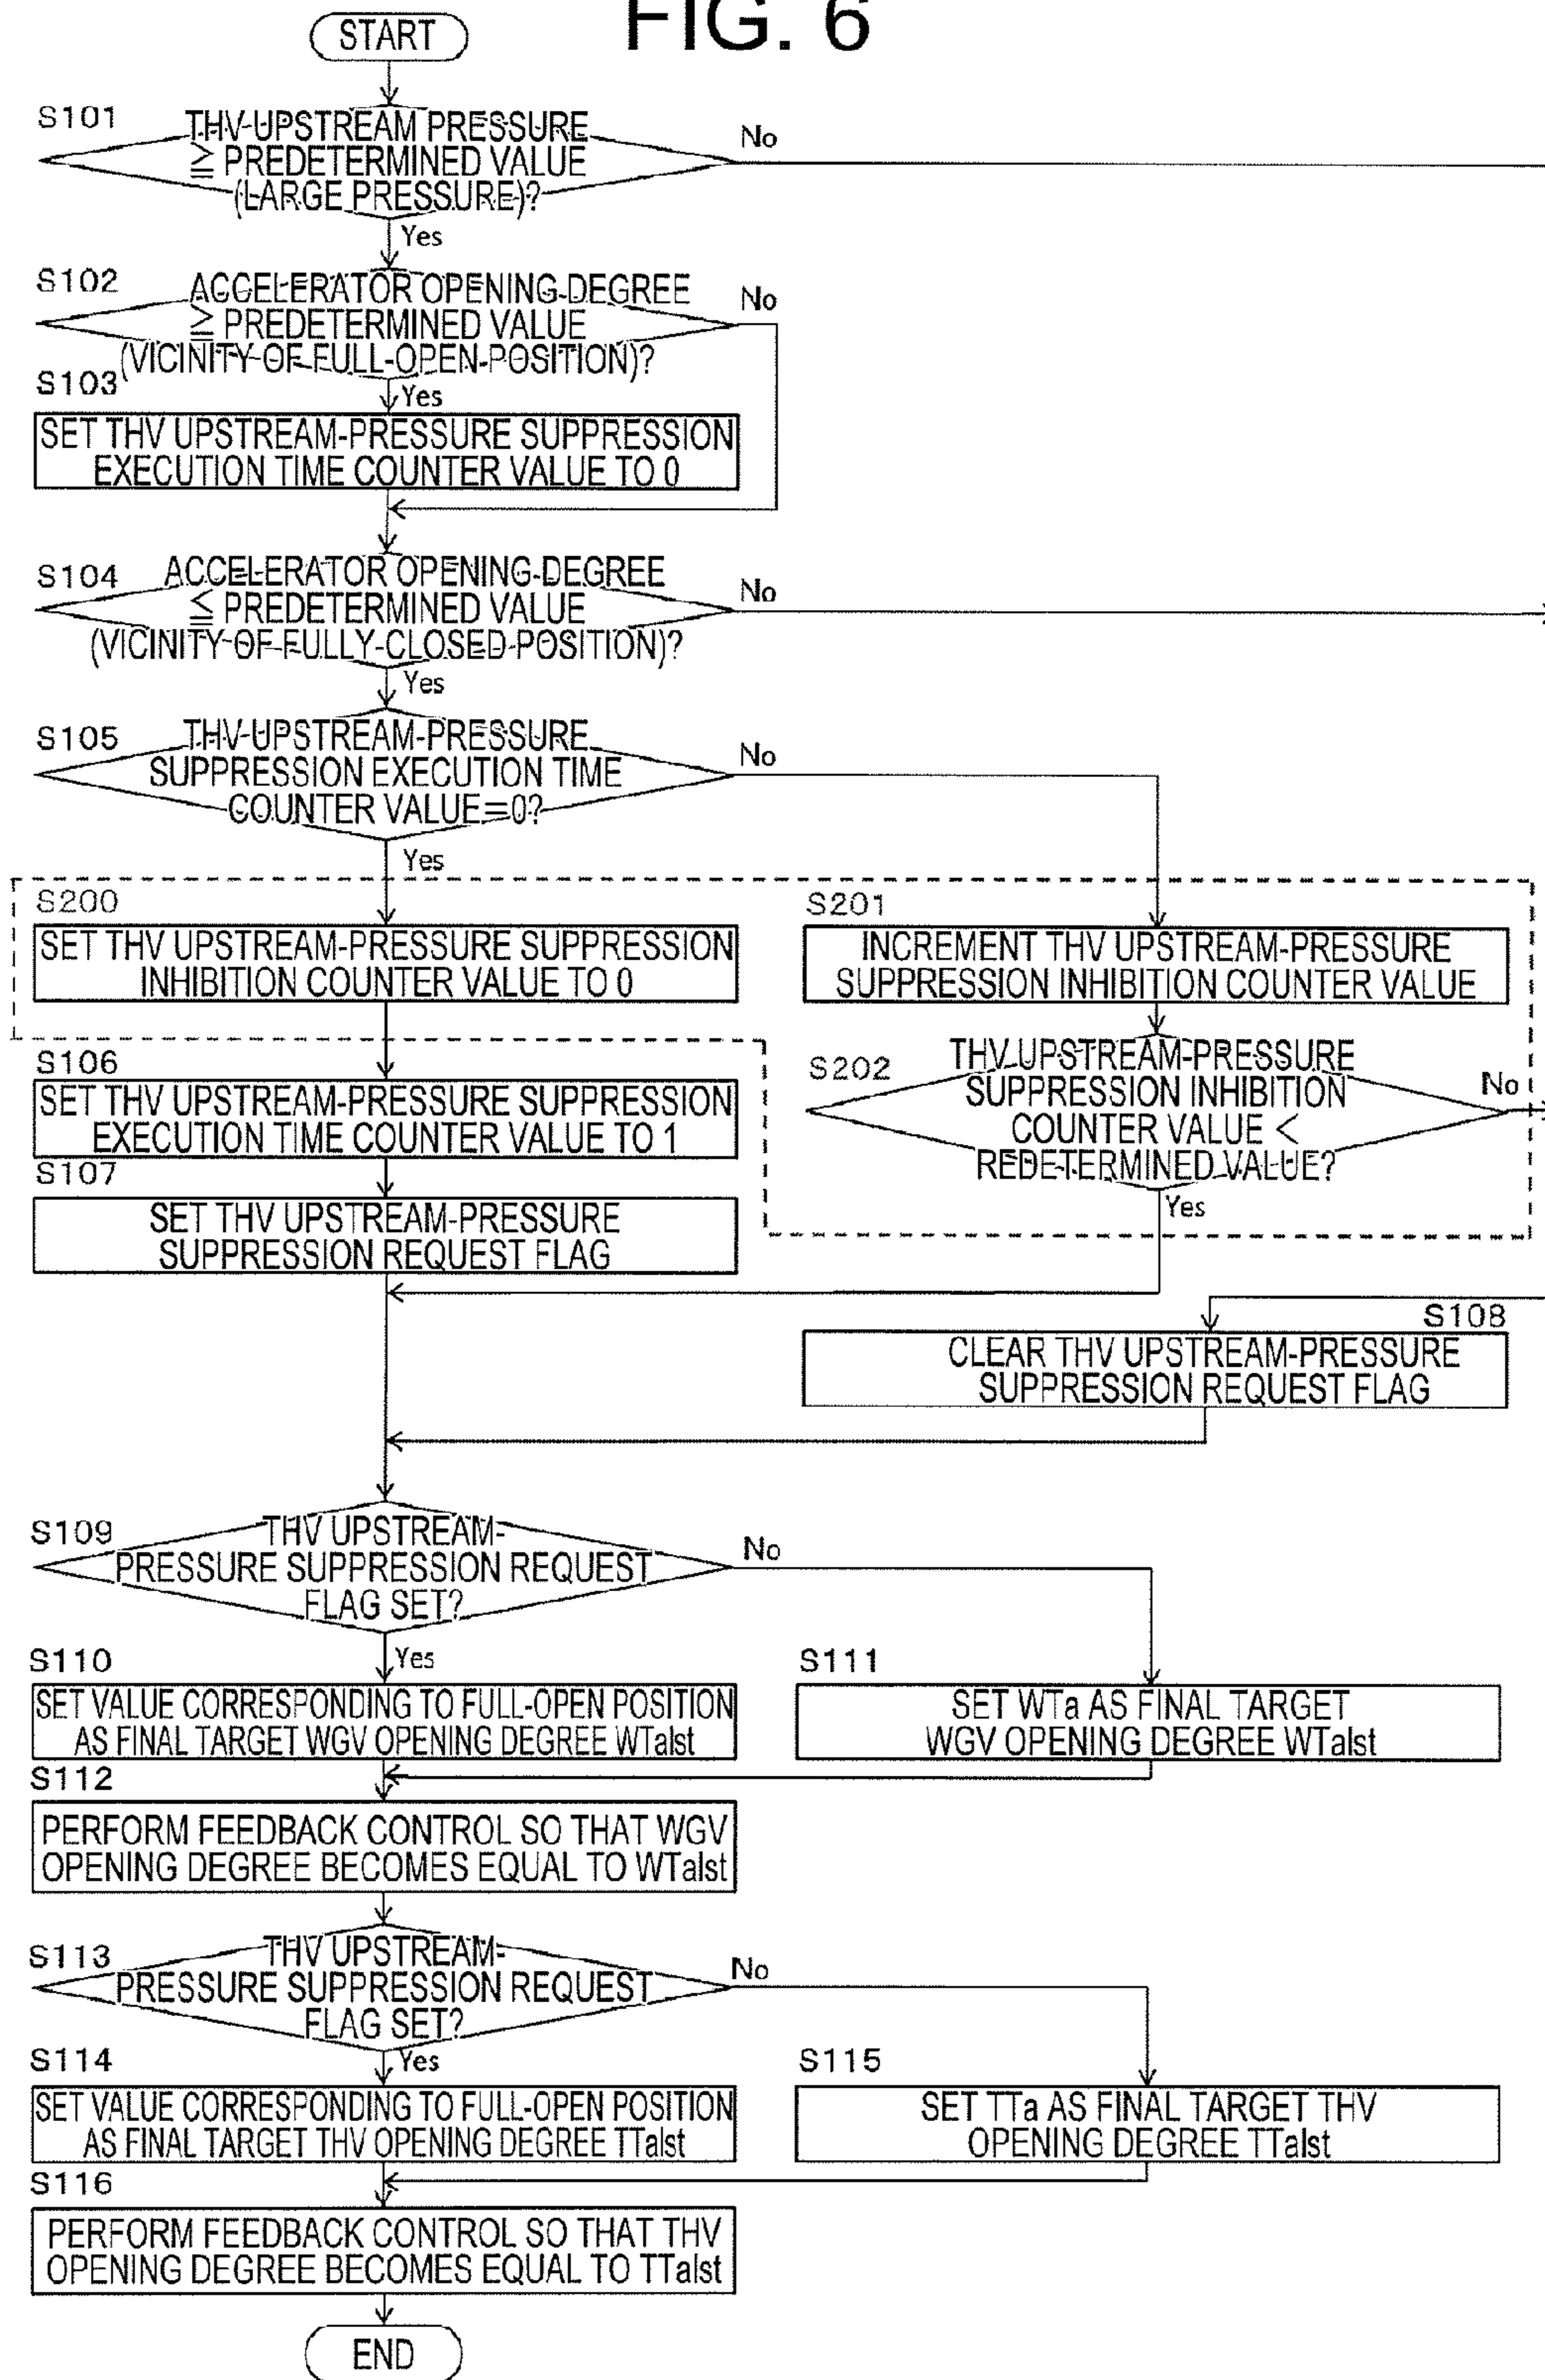 FIG. 6
START
S101
THV-UPSTREAM PRESSURE
≧ PREDETERMINED VALUE
(LARGE PRESSURE)?
No
Yes
S102
ACCELERATOR OPENING-DEGREE
≧ PREDETERMINED VALUE
(VICINITY-OF-FULL-OPEN-POSITION)?
No
Yes
S103
SET THV UPSTREAM-PRESSURE SUPPRESSION
EXECUTION TIME COUNTER VALUE TO 0
S104
ACCELERATOR OPENING-DEGREE
≦ PREDETERMINED VALUE
(VICINITY-OF-FULLY-CLOSED-POSITION)?
No
Yes
S105
THV-UPSTREAM-PRESSURE
SUPPRESSION EXECUTION TIME
COUNTER VALUE=0?
No
Yes
S200
SET THV UPSTREAM-PRESSURE SUPPRESSION
INHIBITION COUNTER VALUE TO 0
S201
INCREMENT THV UPSTREAM-PRESSURE
SUPPRESSION INHIBITION COUNTER VALUE
S202
THV UPSTREAM-PRESSURE
SUPPRESSION INHIBITION
COUNTER VALUE <
REDETERMINED VALUE?
No
Yes
S106
SET THV UPSTREAM-PRESSURE SUPPRESSION
EXECUTION TIME COUNTER VALUE TO 1
S107
SET THV UPSTREAM-PRESSURE
SUPPRESSION REQUEST FLAG
S108
CLEAR THV UPSTREAM-PRESSURE
SUPPRESSION REQUEST FLAG
S109
THV UPSTREAM-
PRESSURE SUPPRESSION REQUEST
FLAG SET?
No
Yes
S110
SET VALUE CORRESPONDING TO FULL-OPEN POSITION
AS FINAL TARGET WGV OPENING DEGREE WTalst
S111
SET WTa AS FINAL TARGET
WGV OPENING DEGREE WTalst
S112
PERFORM FEEDBACK CONTROL SO THAT WGV
OPENING DEGREE BECOMES EQUAL TO WTalst
S113
THV UPSTREAM-
PRESSURE SUPPRESSION REQUEST
FLAG SET?
No
Yes
S114
SET VALUE CORRESPONDING TO FULL-OPEN POSITION
AS FINAL TARGET THV OPENING DEGREE TTalst
S115
SET TTa AS FINAL TARGET THV
OPENING DEGREE TTalst
S116
PERFORM FEEDBACK CONTROL SO THAT THV
OPENING DEGREE BECOMES EQUAL TO TTalst
END